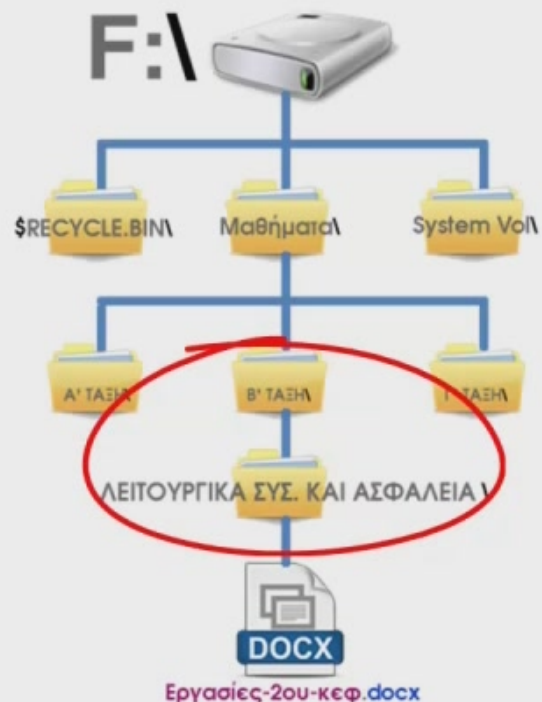 F:\
$RECYCLE.BIN\ Μαθήματα\ System Vol\
Α' ΤΑΞΗ\ Β' ΤΑΞΗ\ Γ' ΤΑΞΗ\
ΛΕΙΤΟΥΡΓΙΚΑ ΣΥΣ. ΚΑΙ ΑΣΦΑΛΕΙΑ \
DOCX
Εργασίες-2ου-κεφ.docx